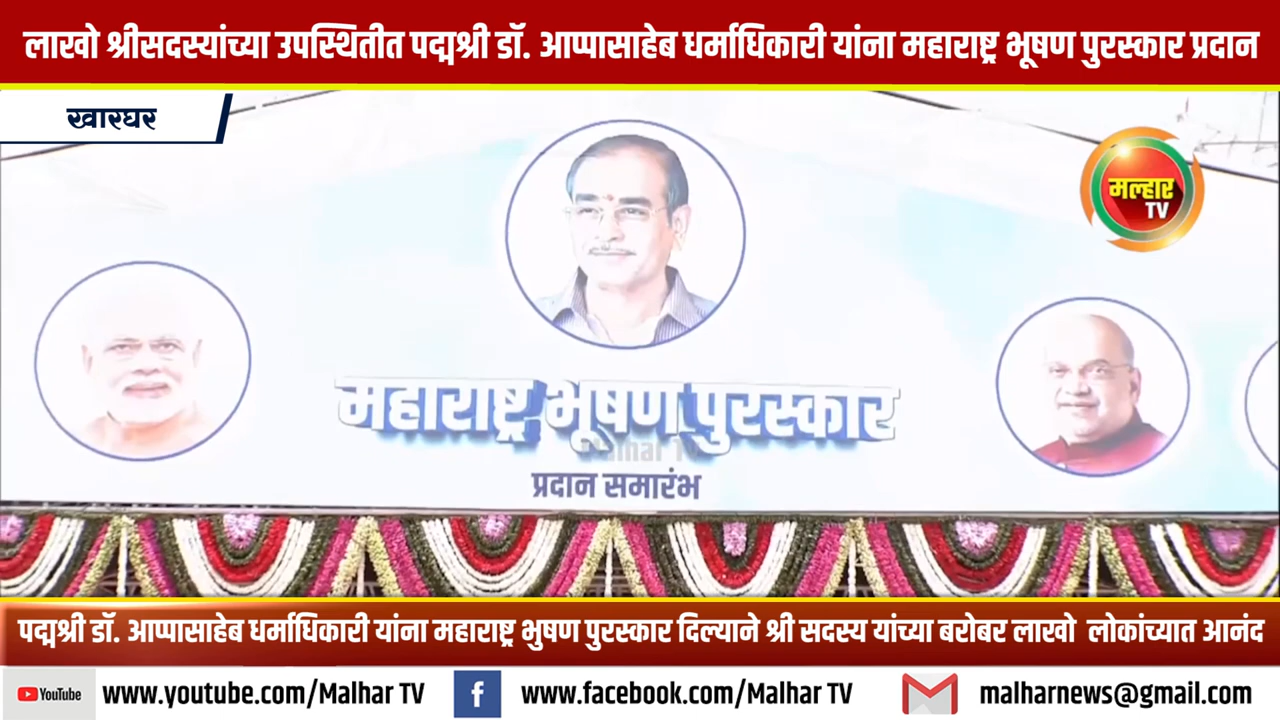 लाखो श्रीसदस्यांच्या उपस्थितीत पद्मश्री डॉ. आप्पासाहेब धर्माधिकारी यांना महाराष्ट्र भूषण पुरस्कार प्रदान
खारघर
मल्हार
TV
महाराष्ट्र भूषण पुरस्कार
Malhar TV
प्रदान समारंभ
पद्मश्री डॉ. आप्पासाहेब धर्माधिकारी यांना महाराष्ट्र भुषण पुरस्कार दिल्याने श्री सदस्य यांच्या बरोबर लाखो लोकांच्यात आनंद
YouTube www.youtube.com/Malhar TV f www.facebook.com/Malhar TV malharnews@gmail.com